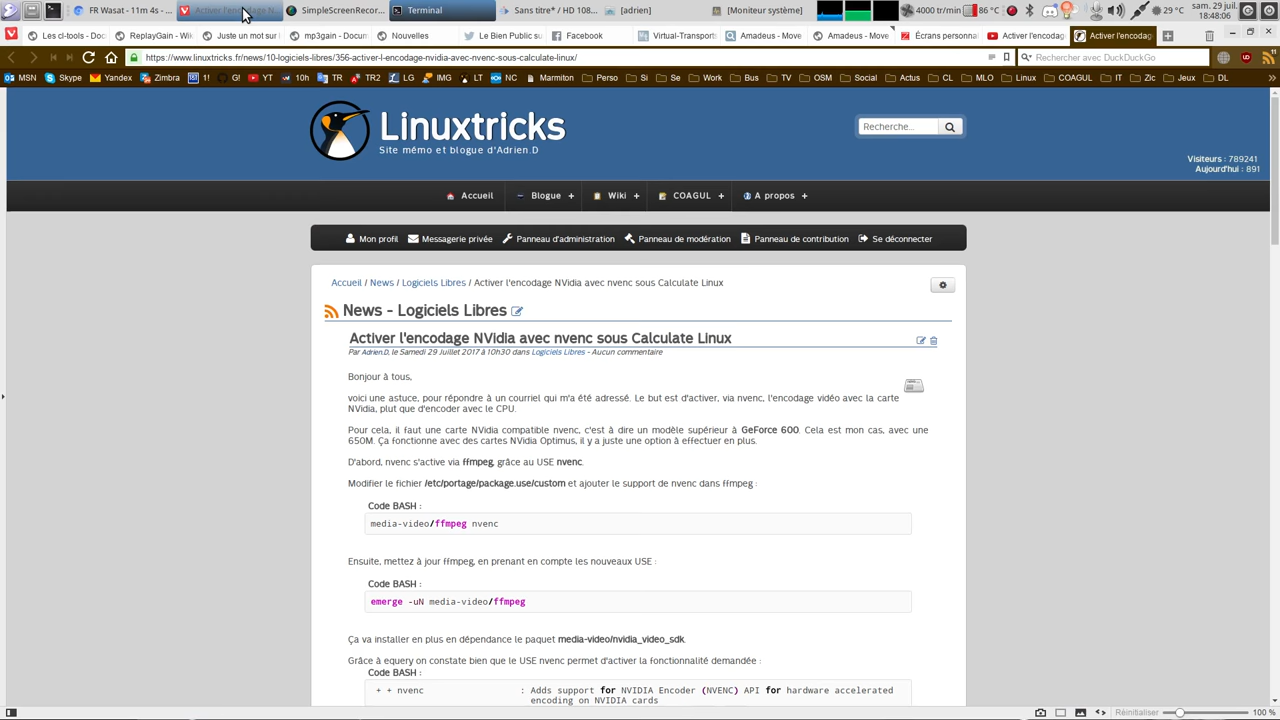 FR Wasat - 11m 4s - ...
Activer l'encodage N...
SimpleScreenRecor...
Terminal
Sans titre* / HD 108...
[adrien]
[Moniteur système]
4000 tr/min
86 °C
29 °C
sam. 29 juil.
18:48:06
Les cl-tools - Doc
ReplayGain - Wik
Juste un mot sur
mp3gain - Docum
Nouvelles
Le Bien Public su
Facebook
Virtual-Transports
Amadeus - Move
Amadeus - Move
Écrans personnal
Activer l'encodag
Activer l'encodag
https://www.linuxtricks.fr/news/10-logiciels-libres/356-activer-l-encodage-nvidia-avec-nvenc-sous-calculate-linux/
Rechercher avec DuckDuckGo
MSN Skype Yandex Zimbra 1! G! YT 10h TR AR IMG LT NC Marmiton Perso Si Se Work Bus TV OSM Social Actus CL MLO Linux COAGUL IT Zic Jeux DL
Linuxtricks
Site mémo et blogue d'Adrien.D
Recherche...
Visiteurs : 789241
Aujourd'hui : 891
Accueil Blogue + Wiki + COAGUL + A propos +
Mon profil Messagerie privée Panneau d'administration Panneau de modération Panneau de contribution Se déconnecter
Accueil / News / Logiciels Libres / Activer l'encodage NVidia avec nvenc sous Calculate Linux
News - Logiciels Libres
Activer l'encodage NVidia avec nvenc sous Calculate Linux
Par Adrien.D, le Samedi 29 Juillet 2017 à 10h30 dans Logiciels Libres - Aucun commentaire
Bonjour à tous,
voici une astuce, pour répondre à un courriel qui m'a été adressé. Le but est d'activer, via nvenc, l'encodage vidéo avec la carte
NVidia, plut que d'encoder avec le CPU.
Pour cela, il faut une carte NVidia compatible nvenc, c'est à dire un modèle supérieur à GeForce 600. Cela est mon cas, avec une
650M. Ça fonctionne avec des cartes NVidia Optimus, il y a juste une option à effectuer en plus.
D'abord, nvenc s'active via ffmpeg, grâce au USE nvenc.
Modifier le fichier /etc/portage/package.use/custom et ajouter le support de nvenc dans ffmpeg :
Code BASH :
media-video/ffmpeg nvenc
Ensuite, mettez à jour ffmpeg, en prenant en compte les nouveaux USE :
Code BASH :
emerge -uN media-video/ffmpeg
Ça va installer en plus en dépendance le paquet media-video/nvidia_video_sdk.
Grâce à equery on constate bien que le USE nvenc permet d'activer la fonctionnalité demandée :
Code BASH :
+ + nvenc : Adds support for NVIDIA Encoder (NVENC) API for hardware accelerated
encoding on NVIDIA cards
Réinitialiser
100 %